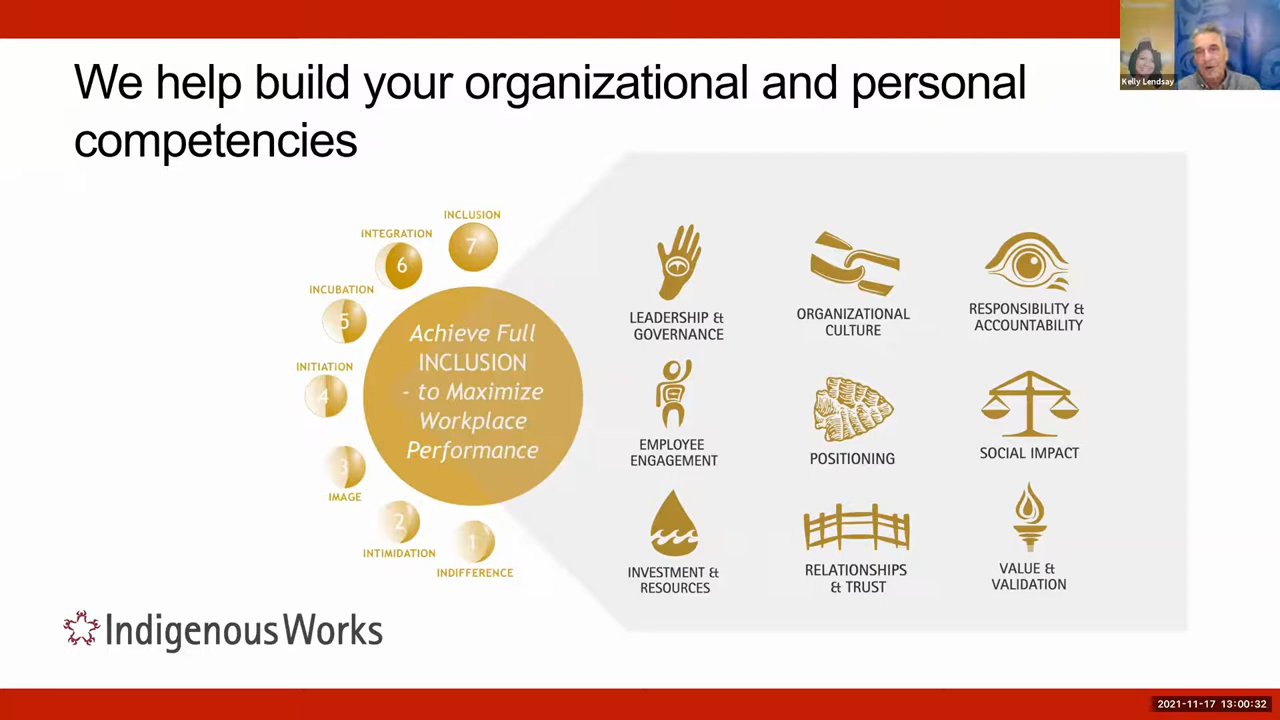 We help build your organizational and personal
competencies
Kelly Lendsay
INCLUSION
7
INTEGRATION
6
INCUBATION
5
INITIATION
4
3
IMAGE
2
INTIMIDATION
1
INDIFFERENCE
Achieve Full
INCLUSION
- to Maximize
Workplace
Performance
LEADERSHIP &
GOVERNANCE
ORGANIZATIONAL
CULTURE
RESPONSIBILITY &
ACCOUNTABILITY
EMPLOYEE
ENGAGEMENT
POSITIONING
SOCIAL IMPACT
INVESTMENT &
RESOURCES
RELATIONSHIPS
& TRUST
VALUE &
VALIDATION
Indigenous Works
2021-11-17 13:00:32